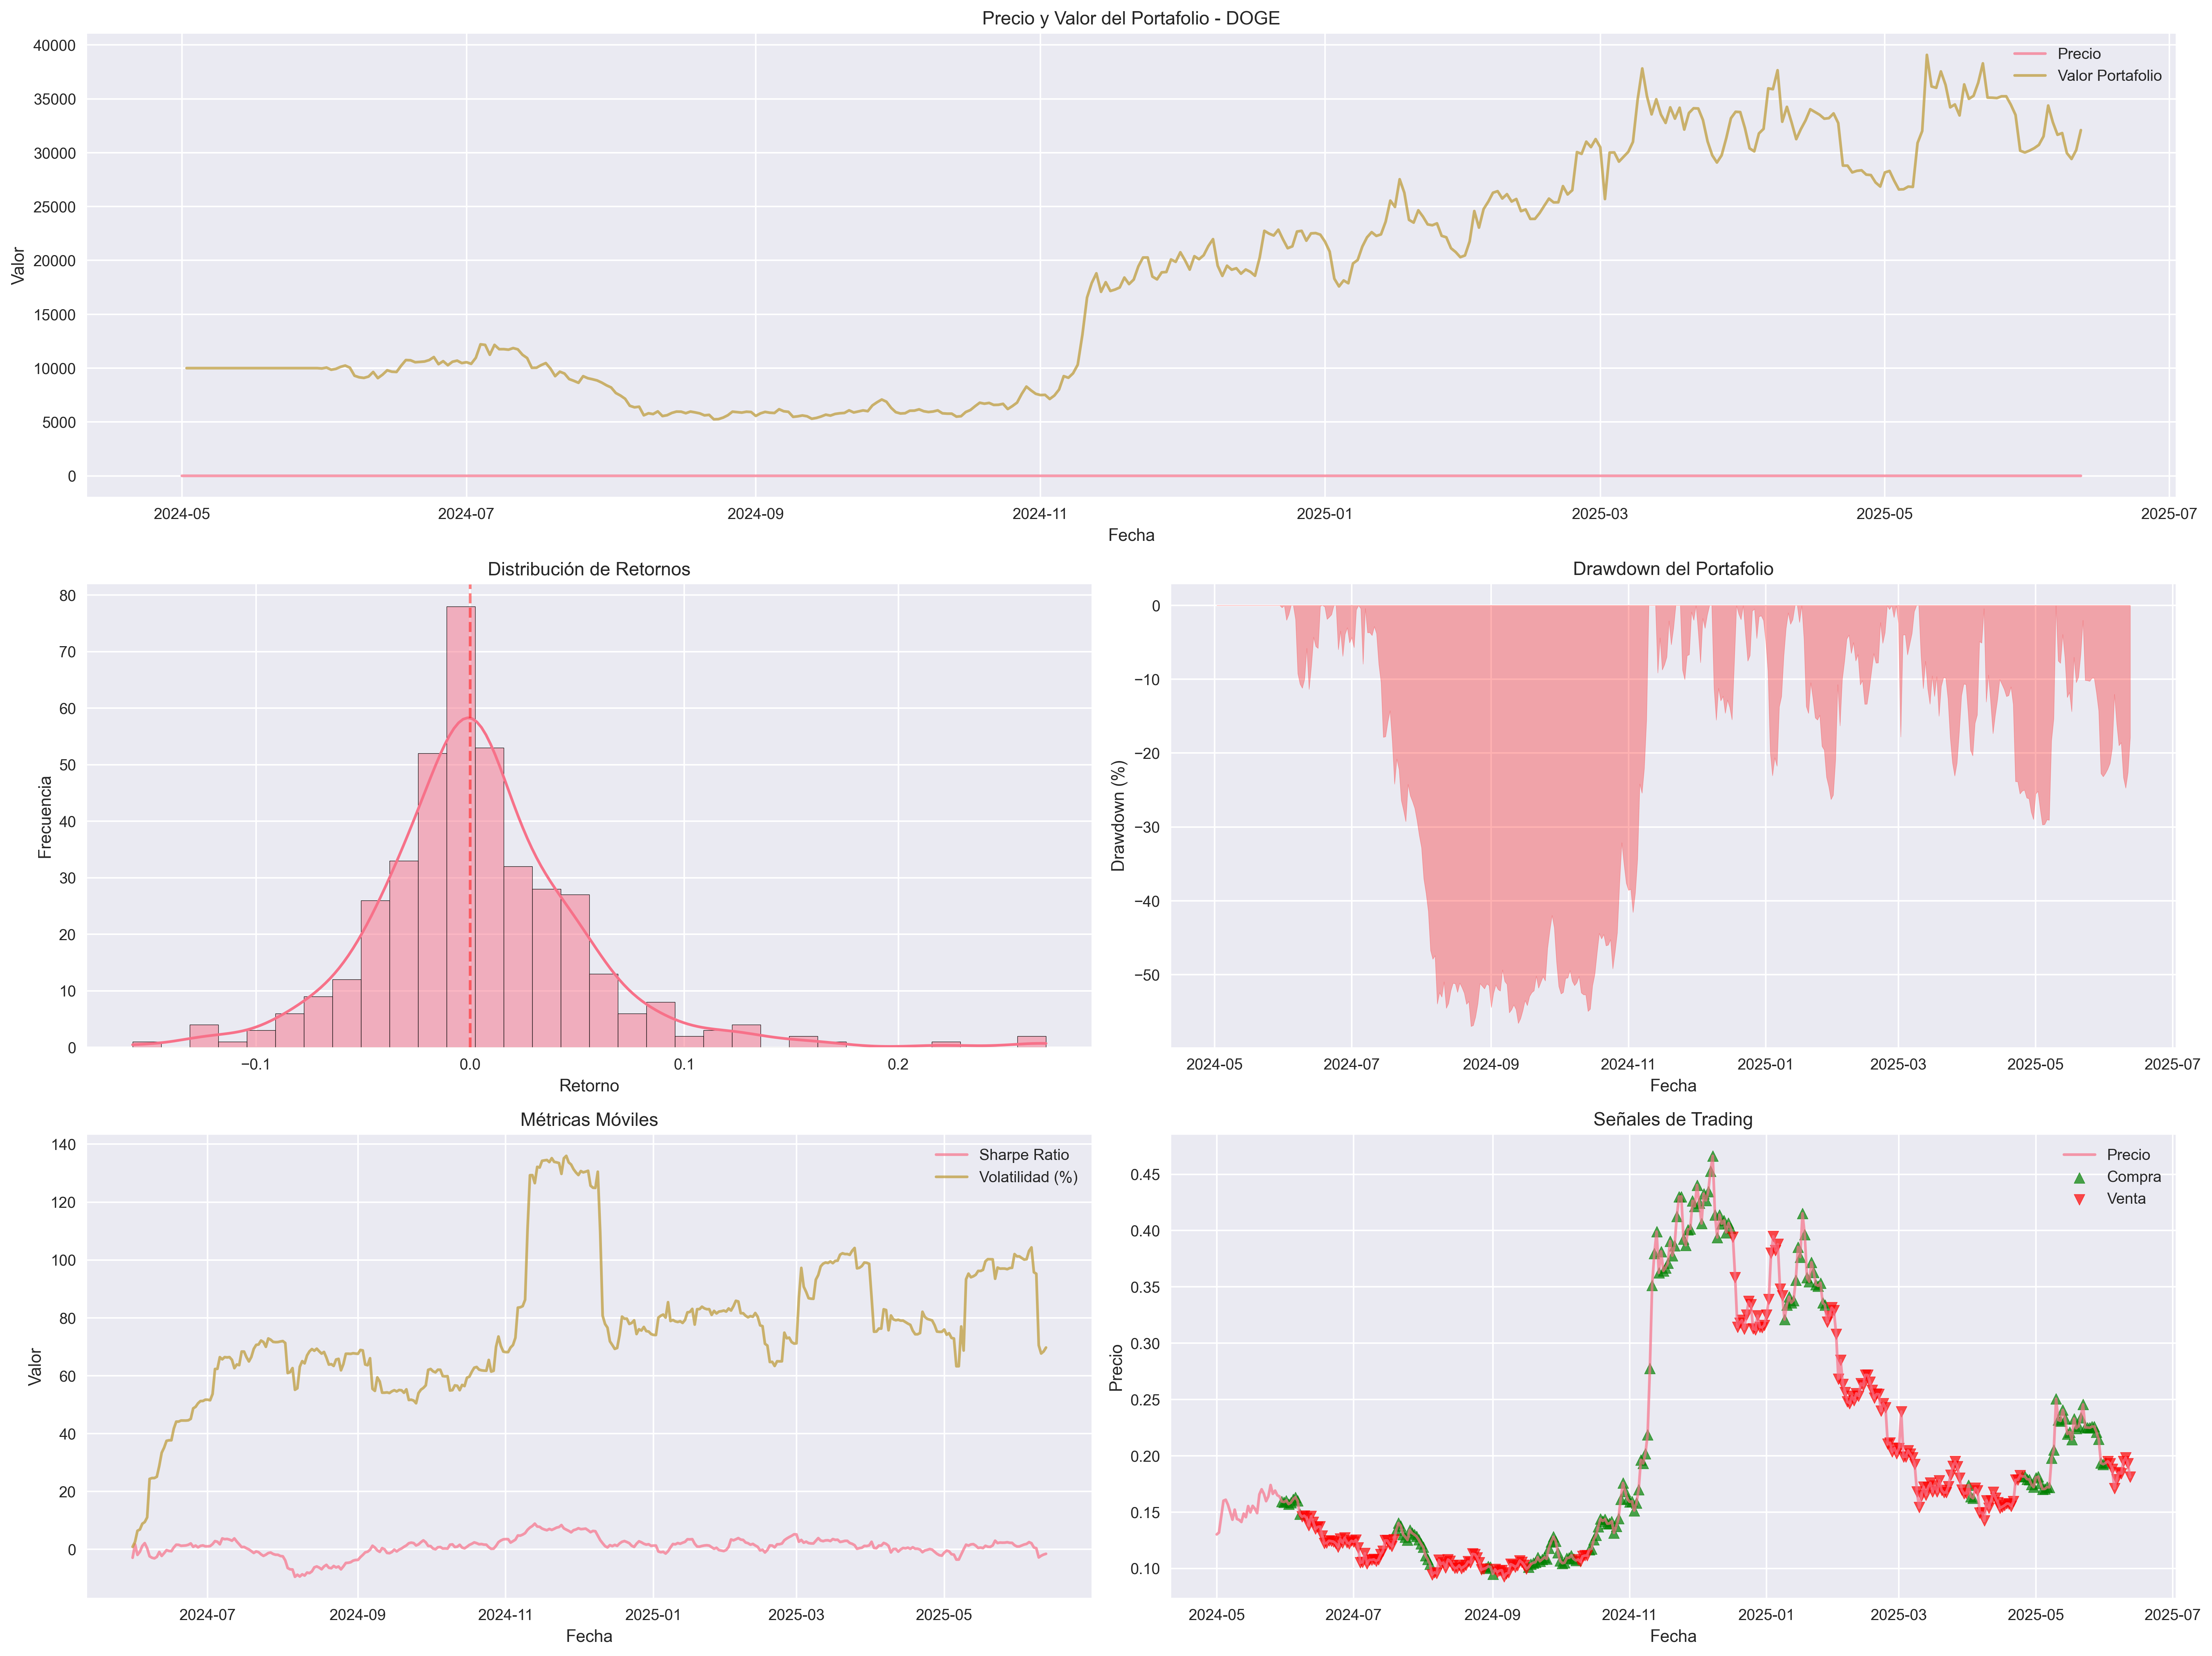 Precio y Valor del Portafolio - DOGE
40000
35000
30000
25000
20000
15000
10000
5000
0
Valor
Precio
Valor Portafolio
2024-05 2024-07 2024-09 2024-11 2025-01 2025-03 2025-05 2025-07
Fecha
Distribución de Retornos
80
70
60
50
40
30
20
10
0
Frecuencia
−0.1 0.0 0.1 0.2
Retorno
Drawdown del Portafolio
0
−10
−20
−30
−40
−50
Drawdown (%)
2024-05 2024-07 2024-09 2024-11 2025-01 2025-03 2025-05 2025-07
Fecha
Métricas Móviles
140
120
100
80
60
40
20
0
Valor
Sharpe Ratio
Volatilidad (%)
2024-07 2024-09 2024-11 2025-01 2025-03 2025-05
Fecha
Señales de Trading
0.45
0.40
0.35
0.30
0.25
0.20
0.15
0.10
Precio
Precio
Compra
Venta
2024-05 2024-07 2024-09 2024-11 2025-01 2025-03 2025-05 2025-07
Fecha